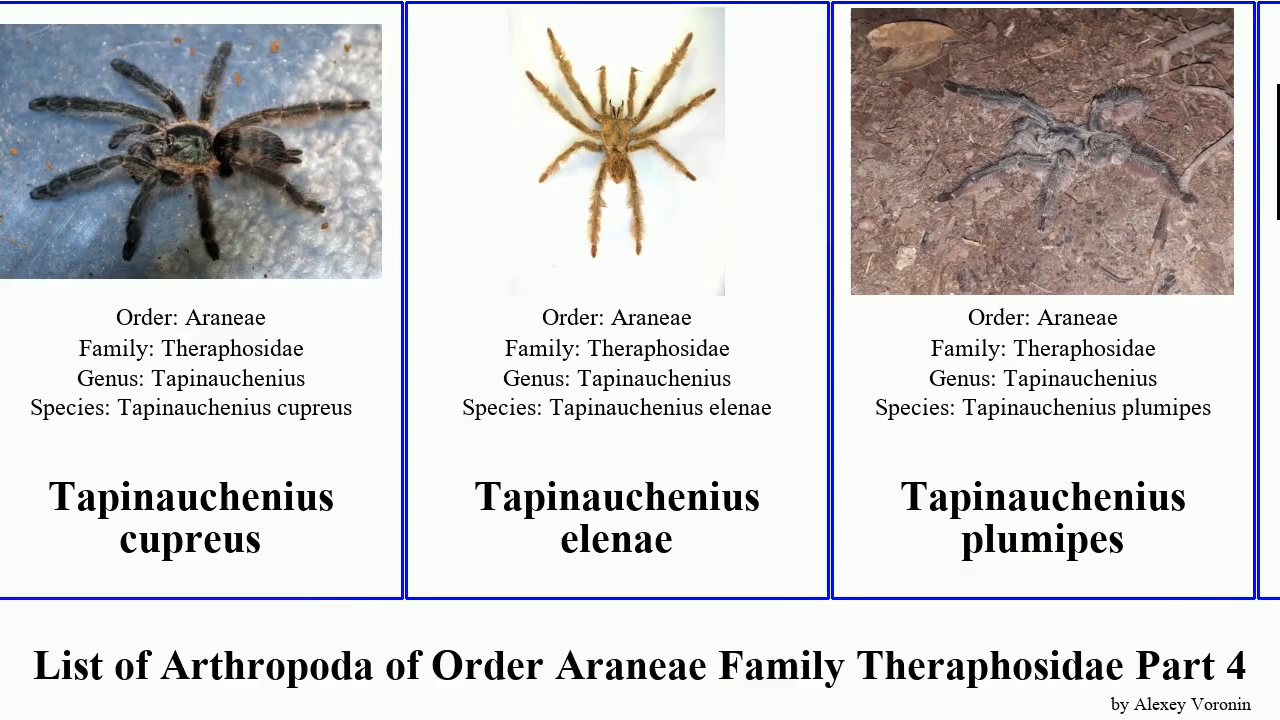 Order: Araneae
Family: Theraphosidae
Genus: Tapinauchenius
Species: Tapinauchenius cupreus
Tapinauchenius
cupreus
Order: Araneae
Family: Theraphosidae
Genus: Tapinauchenius
Species: Tapinauchenius elenae
Tapinauchenius
elenae
Order: Araneae
Family: Theraphosidae
Genus: Tapinauchenius
Species: Tapinauchenius plumipes
Tapinauchenius
plumipes
List of Arthropoda of Order Araneae Family Theraphosidae Part 4
by Alexey Voronin